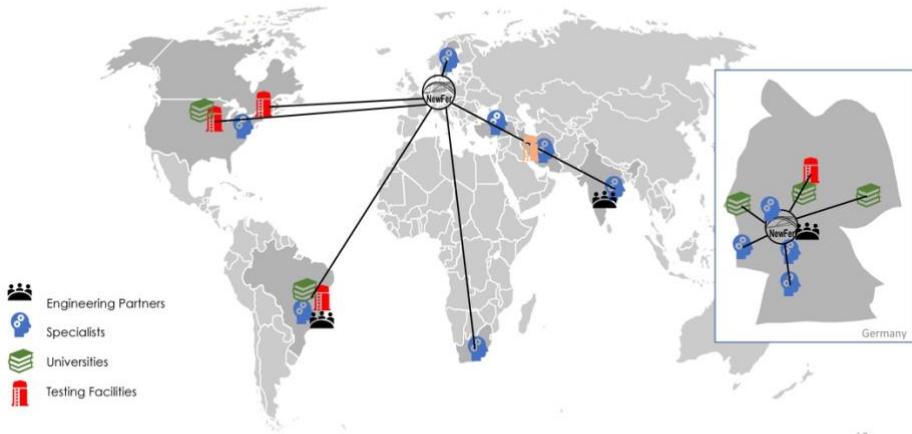 NewFer
NewFer
Engineering Partners
Specialists
Universities
Testing Facilities
Germany